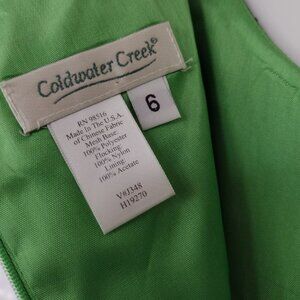 Coldwater Creek®
6
RN 98516
Made In The U.S.A.
of Chinese Fabric
Mesh Base:
100% Polyester
Flocking
100% Nylon
Lining
100% Acetate
V#J348
H19270